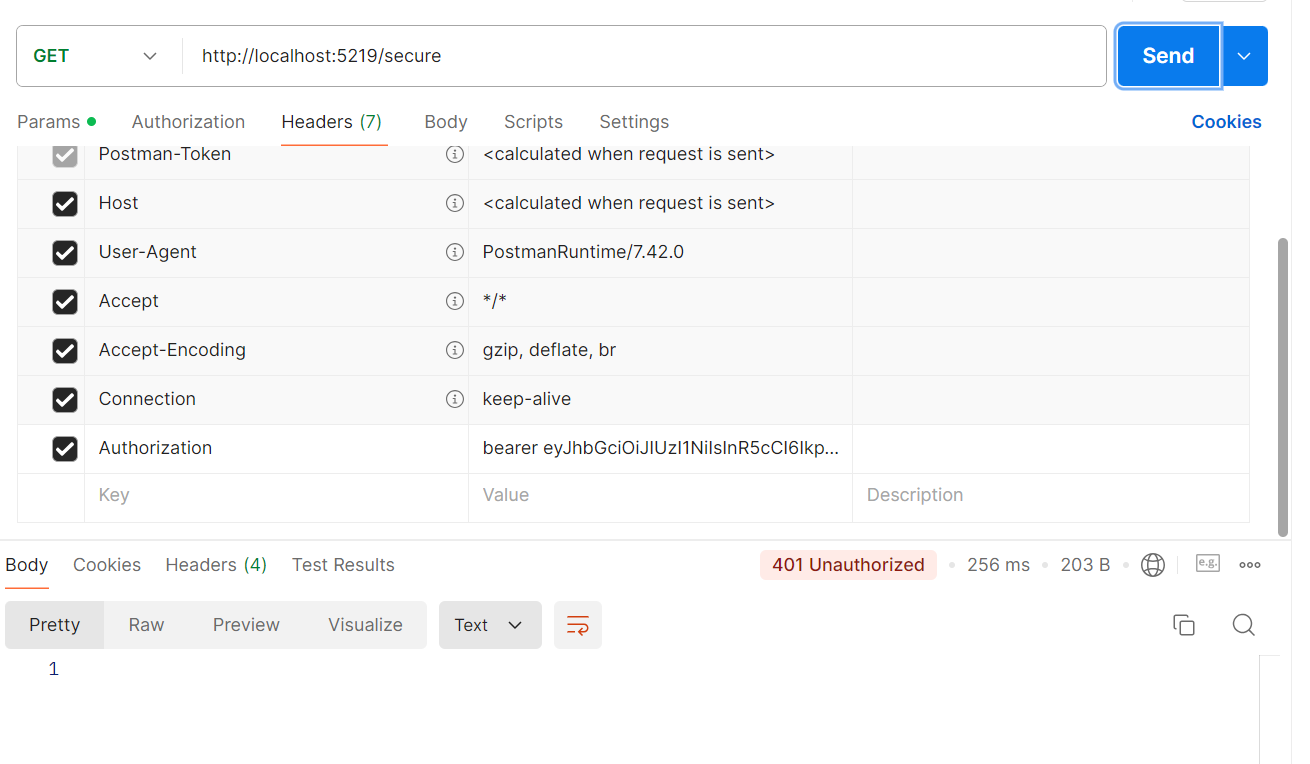 GET http://localhost:5219/secure Send
Params Authorization Headers (7) Body Scripts Settings Cookies
Postman-Token <calculated when request is sent>
Host <calculated when request is sent>
User-Agent PostmanRuntime/7.42.0
Accept */*
Accept-Encoding gzip, deflate, br
Connection keep-alive
Authorization bearer eyJhbGciOiJIUzI1NiIsInR5cCI6Ikp...
Key Value Description
Body Cookies Headers (4) Test Results 401 Unauthorized 256 ms 203 B e.g.
Pretty Raw Preview Visualize Text
1